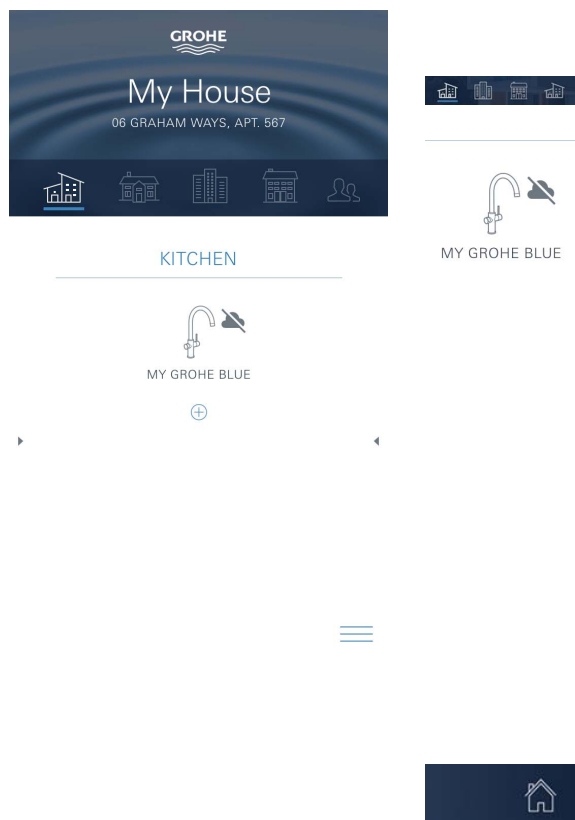 GROHE
My House
06 GRAHAM WAYS, APT. 567
KITCHEN
MY GROHE BLUE
MY GROHE BLUE